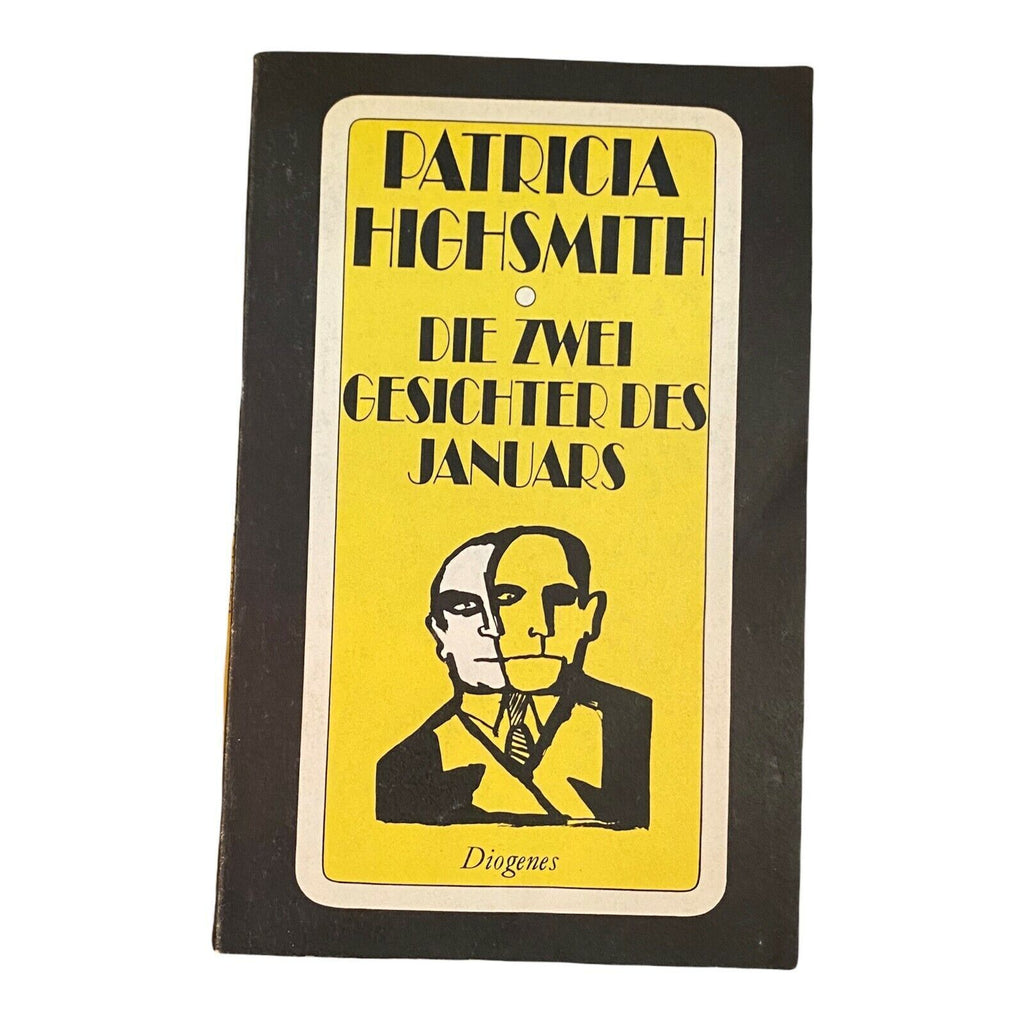 PATRICIA
HIGHSMITH
DIE ZWEI
GESICHTER DES
JANUARS
Diogenes